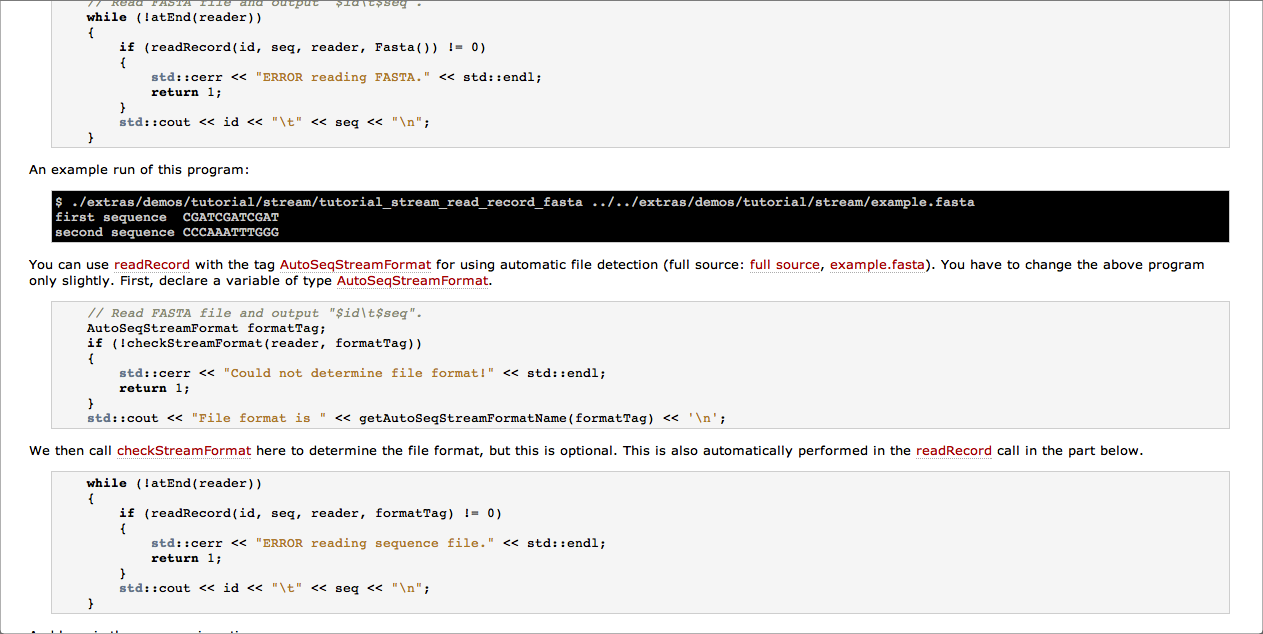 // Read FASTA file and output "$id\t$seq".
while (!atEnd(reader))
{
if (readRecord(id, seq, reader, Fasta()) != 0)
{
std::cerr << "ERROR reading FASTA." << std::endl;
return 1;
}
std::cout << id << "\t" << seq << "\n";
}
An example run of this program:
$ ./extras/demos/tutorial/stream/tutorial_stream_read_record_fasta ../../extras/demos/tutorial/stream/example.fasta
first sequence  CGATCGATCGAT
second sequence CCCAAATTTGGG
You can use readRecord with the tag AutoSeqStreamFormat for using automatic file detection (full source: full source, example.fasta). You have to change the above program
only slightly. First, declare a variable of type AutoSeqStreamFormat.
// Read FASTA file and output "$id\t$seq".
AutoSeqStreamFormat formatTag;
if (!checkStreamFormat(reader, formatTag))
{
std::cerr << "Could not determine file format!" << std::endl;
return 1;
}
std::cout << "File format is " << getAutoSeqStreamFormatName(formatTag) << '\n';
We then call checkStreamFormat here to determine the file format, but this is optional. This is also automatically performed in the readRecord call in the part below.
while (!atEnd(reader))
{
if (readRecord(id, seq, reader, formatTag) != 0)
{
std::cerr << "ERROR reading sequence file." << std::endl;
return 1;
}
std::cout << id << "\t" << seq << "\n";
}